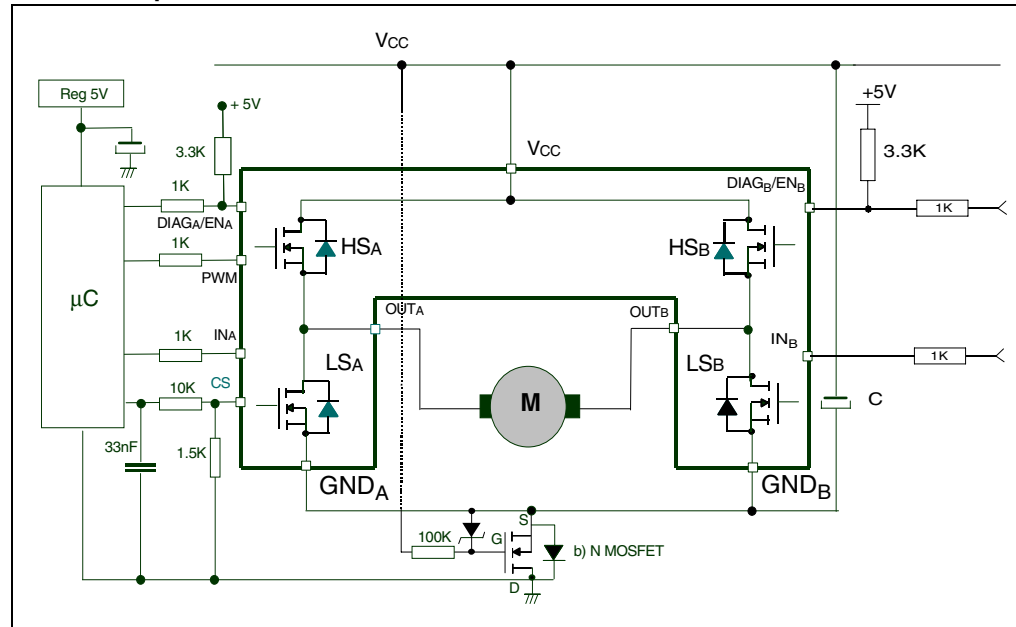 VCC
Reg 5V
+ 5V
+5V
3.3K
3.3K
VCC
1K
DIAGB/ENB
1K
DIAGA/ENA
1K
HSA
HSB
PWM
µC
OUTA
OUTB
INA
INB
1K
1K
LSA
LSB
CS
10K
M
C
33nF
1.5K
GNDA
GNDB
S
100K
G
b) N MOSFET
D